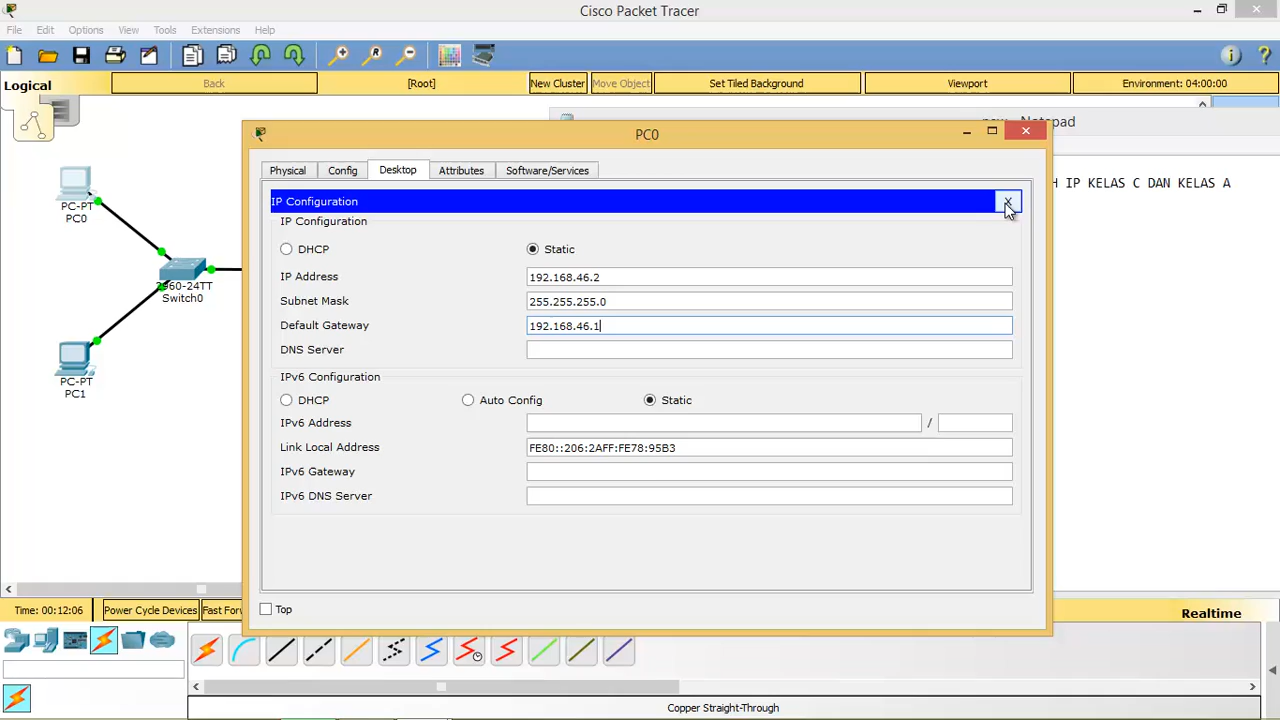 Cisco Packet Tracer
File Edit Options View Tools Extensions Help
Logical Back [Root] New Cluster Move Object Set Tiled Background Viewport Environment: 04:00:00
Notepad
H IP KELAS C DAN KELAS A
PC-PT
PC0
2960-24TT
Switch0
PC-PT
PC1
PC0
Physical Config Desktop Attributes Software/Services
IP Configuration X
IP Configuration
DHCP Static
IP Address 192.168.46.2
Subnet Mask 255.255.255.0
Default Gateway 192.168.46.1
DNS Server
IPv6 Configuration
DHCP Auto Config Static
IPv6 Address /
Link Local Address FE80::206:2AFF:FE78:95B3
IPv6 Gateway
IPv6 DNS Server
Top
Time: 00:12:06 Power Cycle Devices Fast For Realtime
Copper Straight-Through